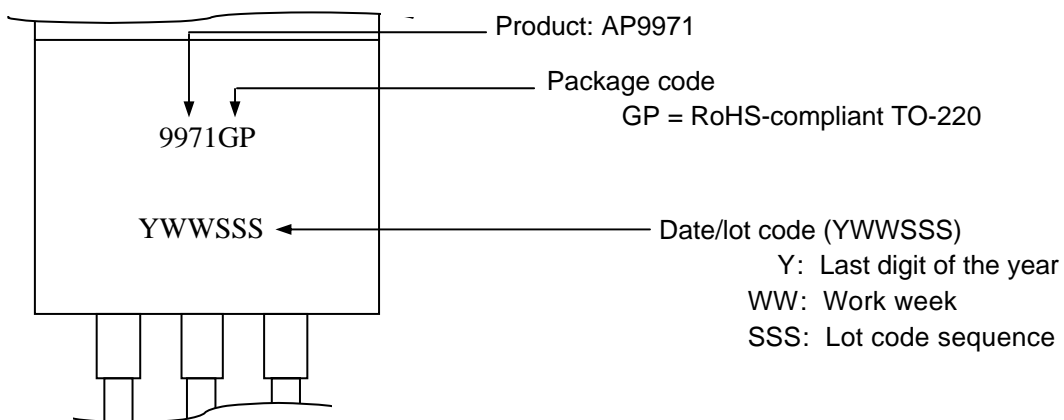 Product: AP9971
Package code
GP = RoHS-compliant TO-220
9971GP
YWWSSS
Date/lot code (YWWSSS)
Y: Last digit of the year
WW: Work week
SSS: Lot code sequence